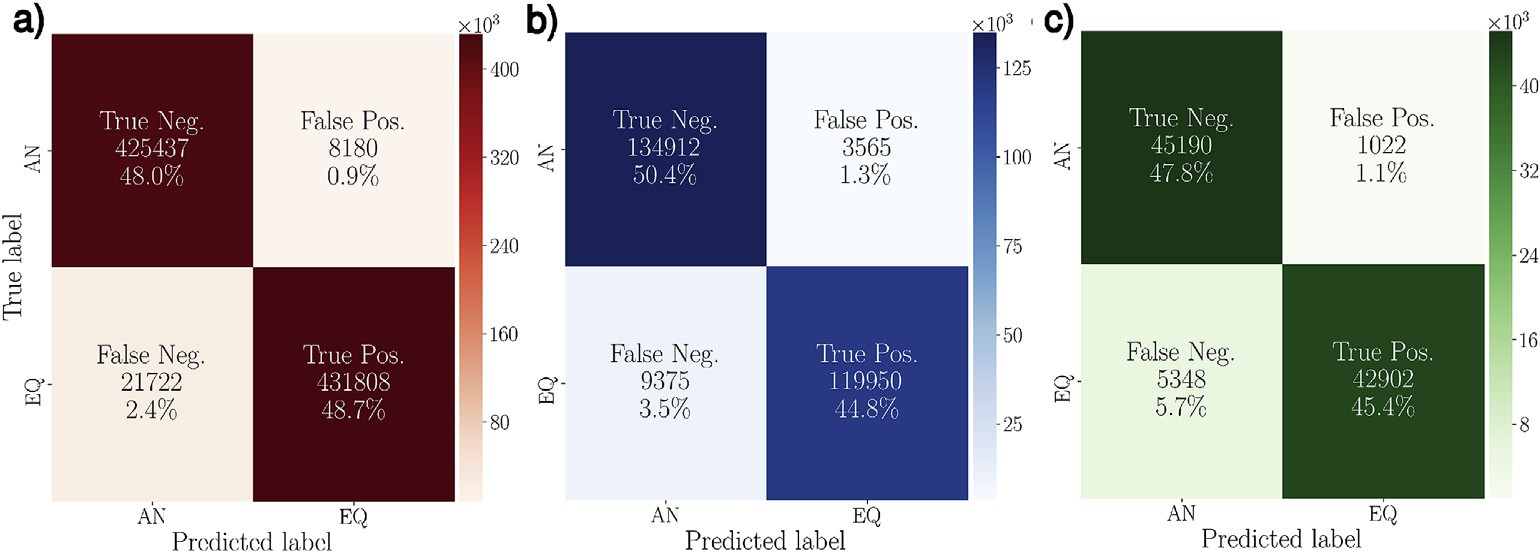 a)
×10³
True Neg.
425437
48.0%
False Pos.
8180
0.9%
False Neg.
21722
2.4%
True Pos.
431808
48.7%
AN
EQ
True label
AN
EQ
Predicted label
400
320
240
160
80
b)
×10³
True Neg.
134912
50.4%
False Pos.
3565
1.3%
False Neg.
9375
3.5%
True Pos.
119950
44.8%
AN
EQ
AN
EQ
Predicted label
125
100
75
50
25
c)
×10³
True Neg.
45190
47.8%
False Pos.
1022
1.1%
False Neg.
5348
5.7%
True Pos.
42902
45.4%
AN
EQ
AN
EQ
Predicted label
40
32
24
16
8